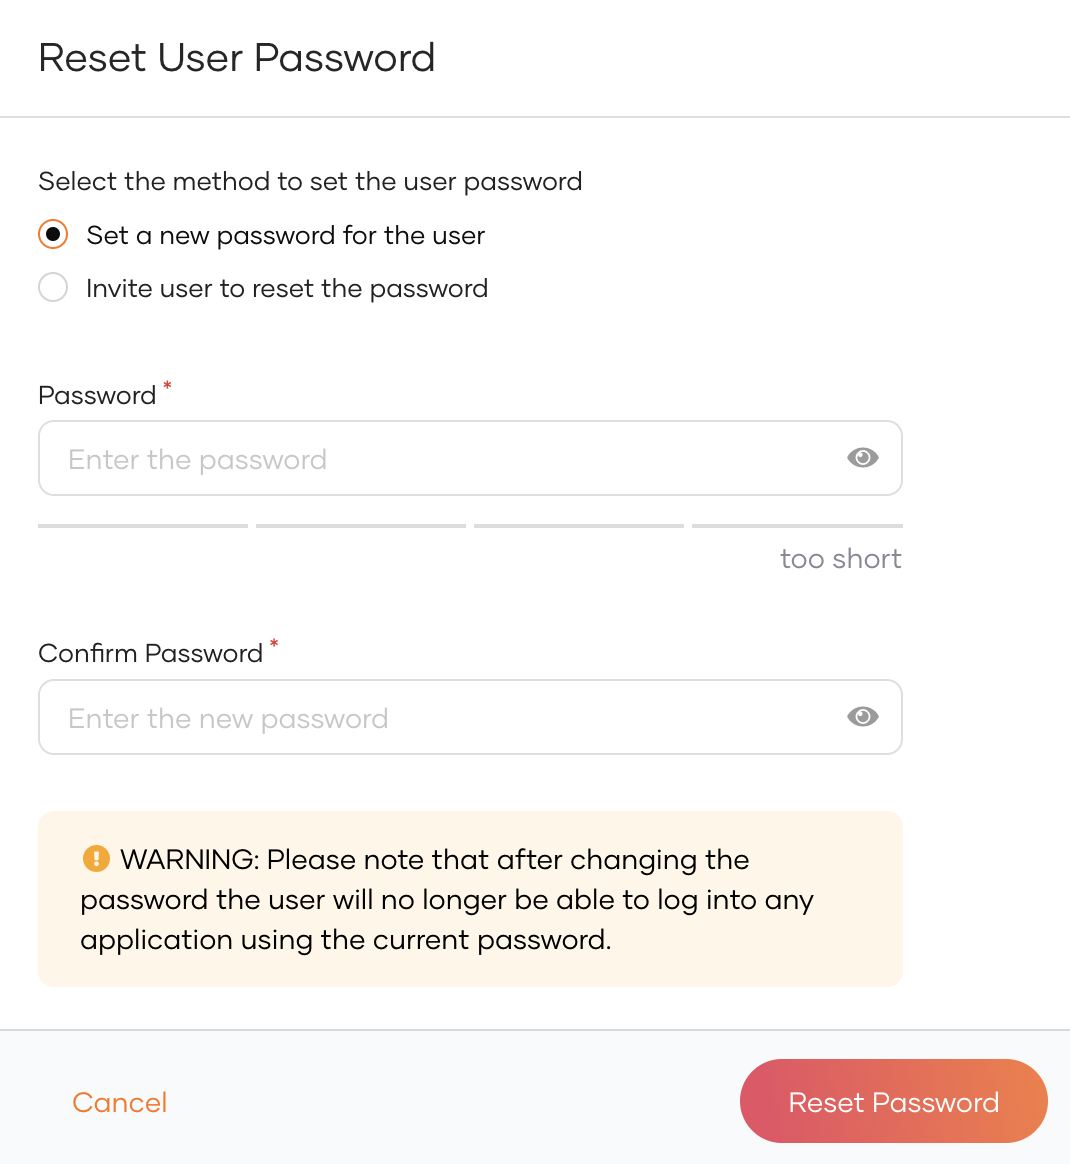 Reset User Password
Select the method to set the user password
Set a new password for the user
Invite user to reset the password
Password *
Enter the password
too short
Confirm Password *
Enter the new password
WARNING: Please note that after changing the
password the user will no longer be able to log into any
application using the current password.
Cancel
Reset Password